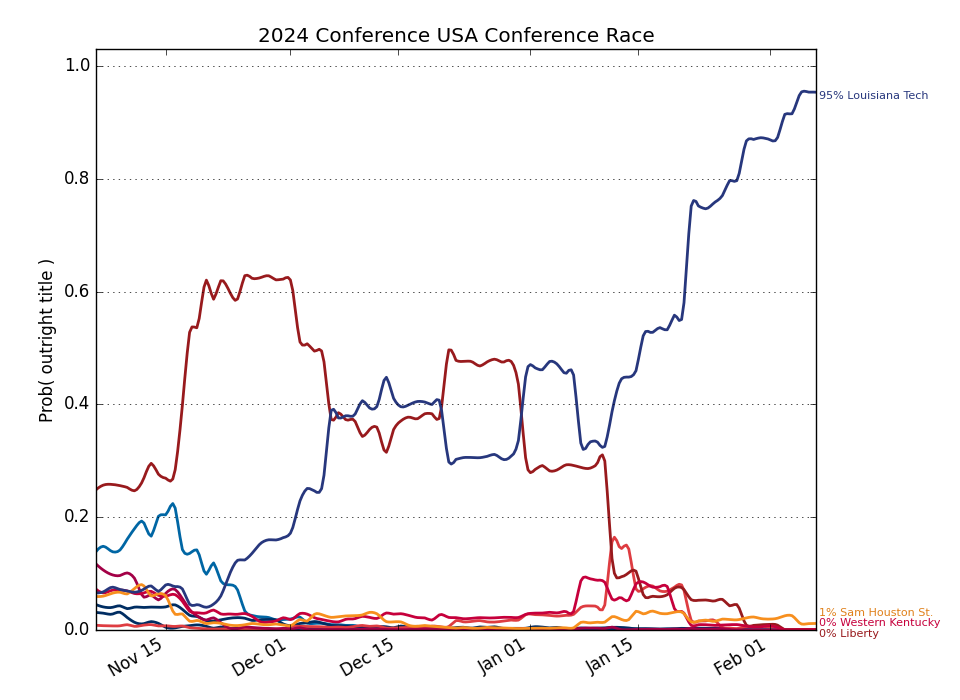 2024 Conference USA Conference Race
1.0
0.8
0.6
0.4
0.2
0.0
Prob( outright title )
Nov 15
Dec 01
Dec 15
Jan 01
Jan 15
Feb 01
95% Louisiana Tech
1% Sam Houston St.
0% Western Kentucky
0% Liberty